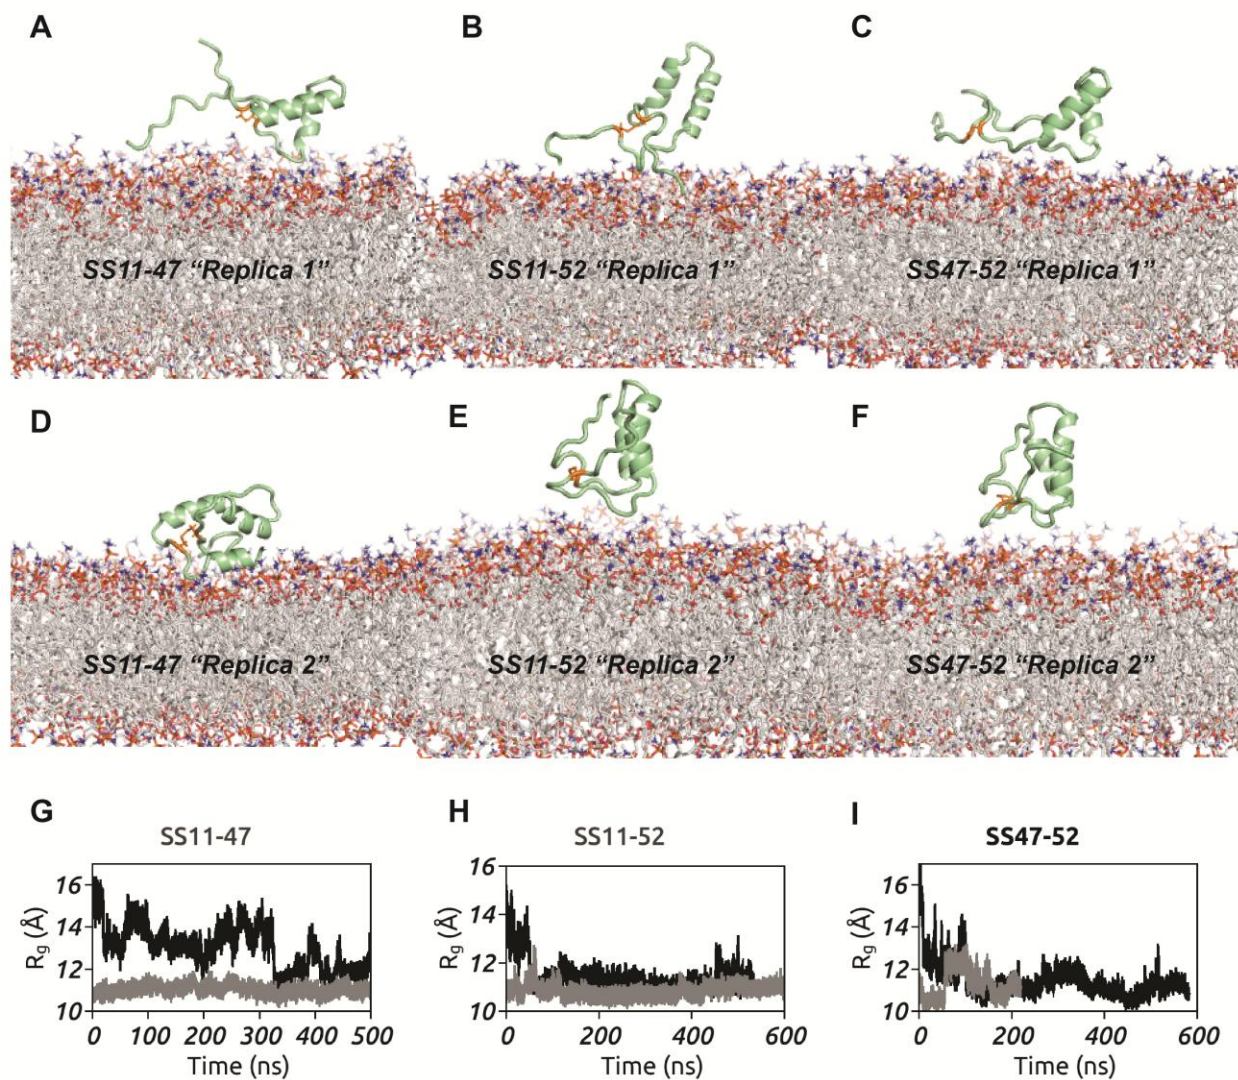 A B C
SS11-47 “Replica 1” SS11-52 “Replica 1” SS47-52 “Replica 1”
D E F
SS11-47 “Replica 2” SS11-52 “Replica 2” SS47-52 “Replica 2”
G H I
SS11-47 SS11-52 SS47-52
Rg (Å)
16
14
12
10
0 100 200 300 400 500
Time (ns)
Rg (Å)
16
14
12
10
0 200 400 600
Time (ns)
Rg (Å)
16
14
12
10
0 200 400 600
Time (ns)